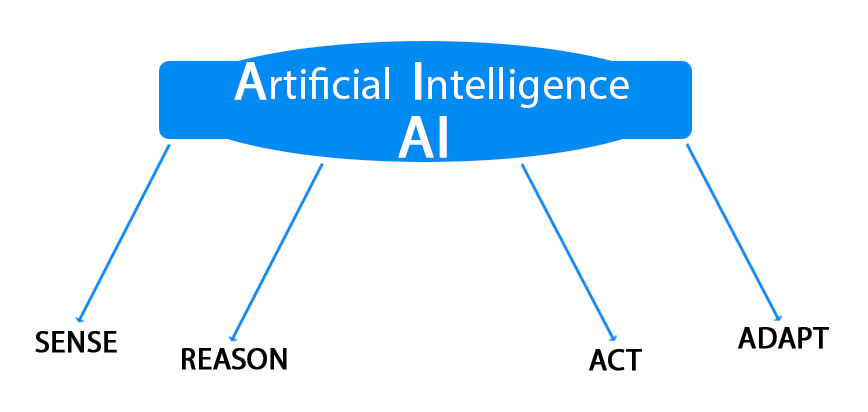 Artificial Intelligence
AI
SENSE
REASON
ACT
ADAPT